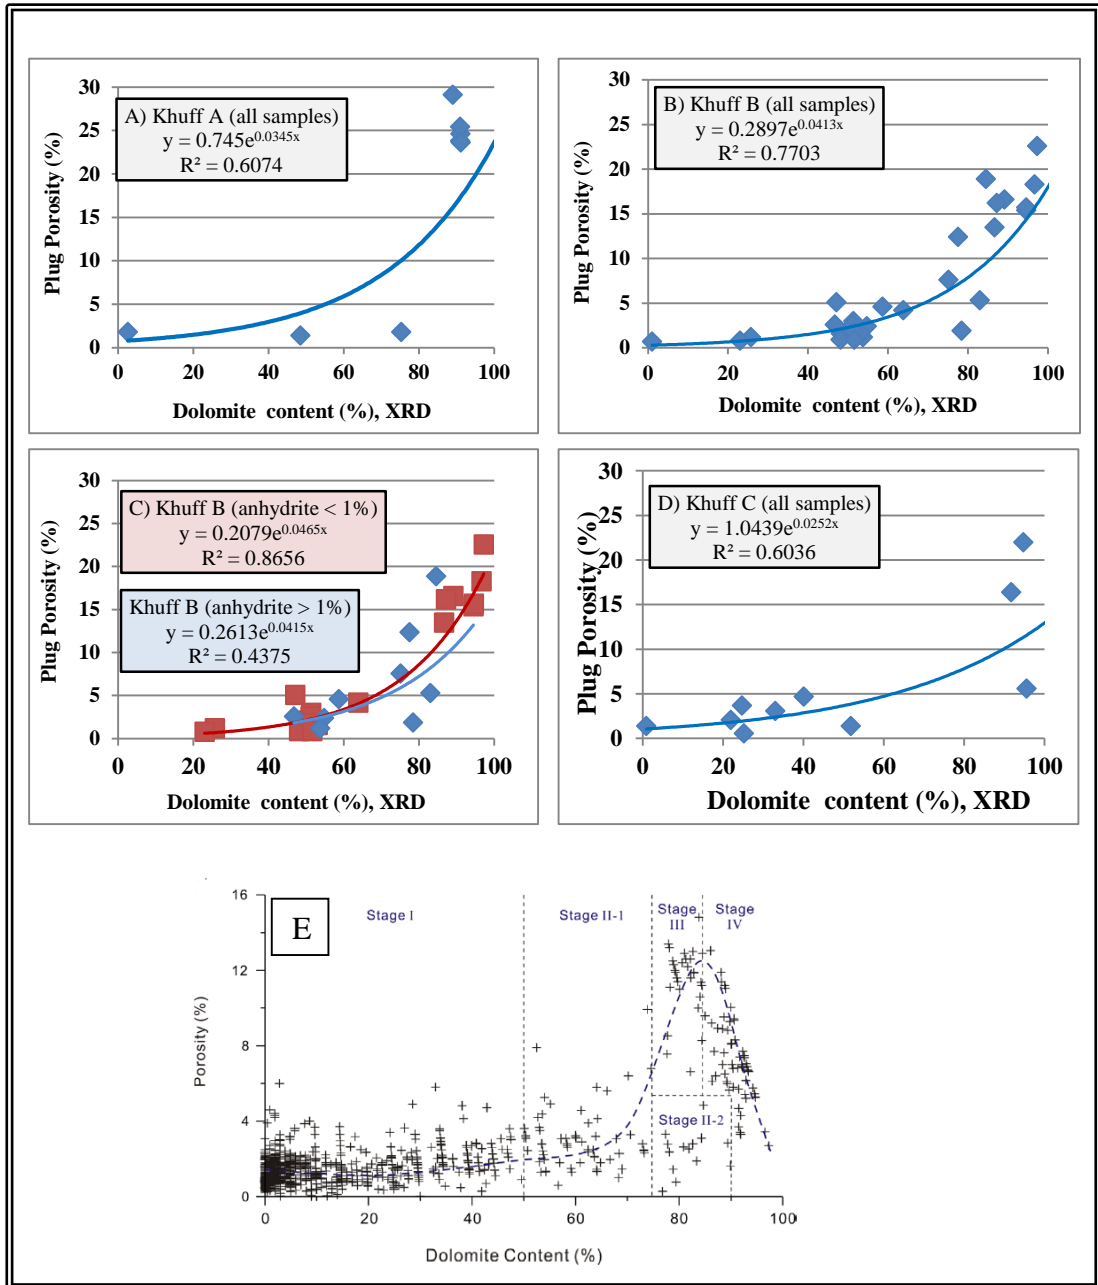 A) Khuff A (all samples)
y = 0.745e^0.0345x
R² = 0.6074
Plug Porosity (%)
30
25
20
15
10
5
0
0 20 40 60 80 100
Dolomite content (%), XRD
B) Khuff B (all samples)
y = 0.2897e^0.0413x
R² = 0.7703
Plug Porosity (%)
30
25
20
15
10
5
0
0 20 40 60 80 100
Dolomite content (%), XRD
C) Khuff B (anhydrite < 1%)
y = 0.2079e^0.0465x
R² = 0.8656
Khuff B (anhydrite > 1%)
y = 0.2613e^0.0415x
R² = 0.4375
Plug Porosity (%)
30
25
20
15
10
5
0
0 20 40 60 80 100
Dolomite content (%), XRD
D) Khuff C (all samples)
y = 1.0439e^0.0252x
R² = 0.6036
Plug Porosity (%)
30
25
20
15
10
5
0
0 20 40 60 80 100
Dolomite content (%), XRD
E
Stage I
Stage II-1
Stage
III
Stage
IV
Stage II-2
Porosity (%)
16
12
8
4
0
0 20 40 60 80 100
Dolomite Content (%)